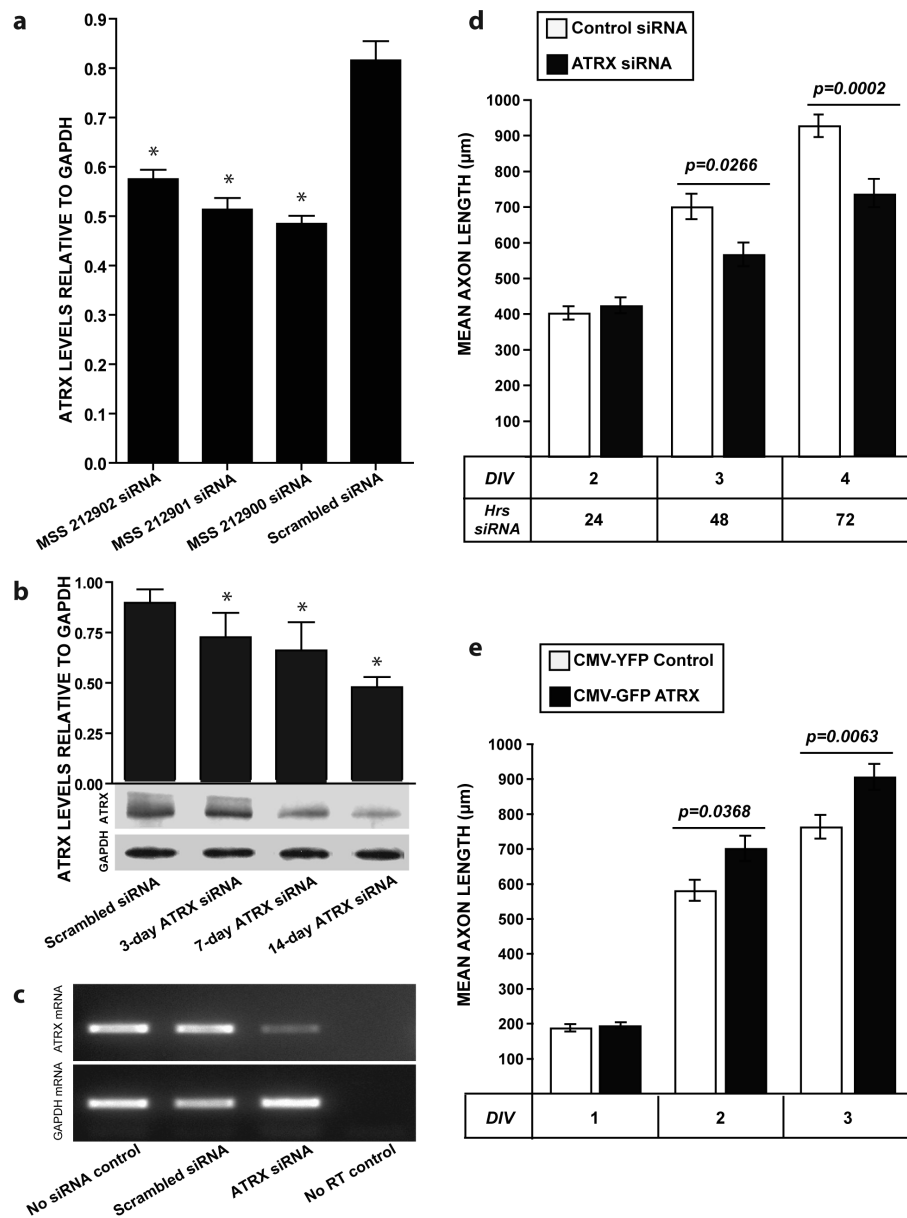 a
ATRX LEVELS RELATIVE TO GAPDH
0.9
0.8
0.7
0.6
0.5
0.4
0.3
0.2
0.1
0.0
*
*
*
MSS 212902 siRNA
MSS 212901 siRNA
MSS 212900 siRNA
Scrambled siRNA
b
ATRX LEVELS RELATIVE TO GAPDH
1.00
0.75
0.50
0.25
0.00
*
*
*
ATRX
GAPDH
Scrambled siRNA
3-day ATRX siRNA
7-day ATRX siRNA
14-day ATRX siRNA
c
ATRX mRNA
GAPDH mRNA
No siRNA control
Scrambled siRNA
ATRX siRNA
No RT control
d
Control siRNA
ATRX siRNA
MEAN AXON LENGTH (µm)
1000
900
800
700
600
500
400
300
200
100
p=0.0266
p=0.0002
DIV 2 3 4
Hrs siRNA 24 48 72
e
CMV-YFP Control
CMV-GFP ATRX
MEAN AXON LENGTH (µm)
1000
900
800
700
600
500
400
300
200
100
p=0.0368
p=0.0063
DIV 1 2 3